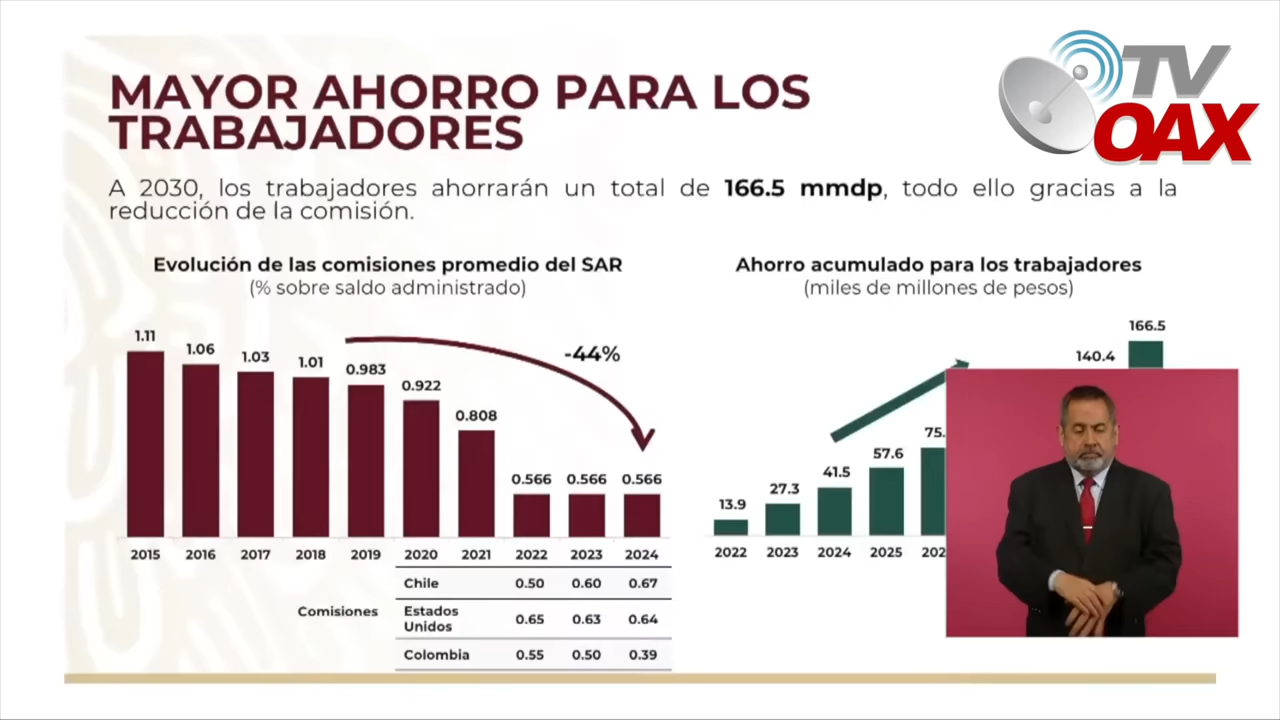 TV
OAX
MAYOR AHORRO PARA LOS
TRABAJADORES
A 2030, los trabajadores ahorrarán un total de 166.5 mmdp, todo ello gracias a la
reducción de la comisión.
Evolución de las comisiones promedio del SAR
(% sobre saldo administrado)
1.11
1.06
1.03
1.01
0.983
0.922
0.808
0.566
0.566
0.566
-44%
2015 2016 2017 2018 2019 2020 2021 2022 2023 2024
Comisiones
Chile 0.50 0.60 0.67
Estados
Unidos 0.65 0.63 0.64
Colombia 0.55 0.50 0.39
Ahorro acumulado para los trabajadores
(miles de millones de pesos)
13.9
27.3
41.5
57.6
75.
140.4
166.5
2022 2023 2024 2025 202